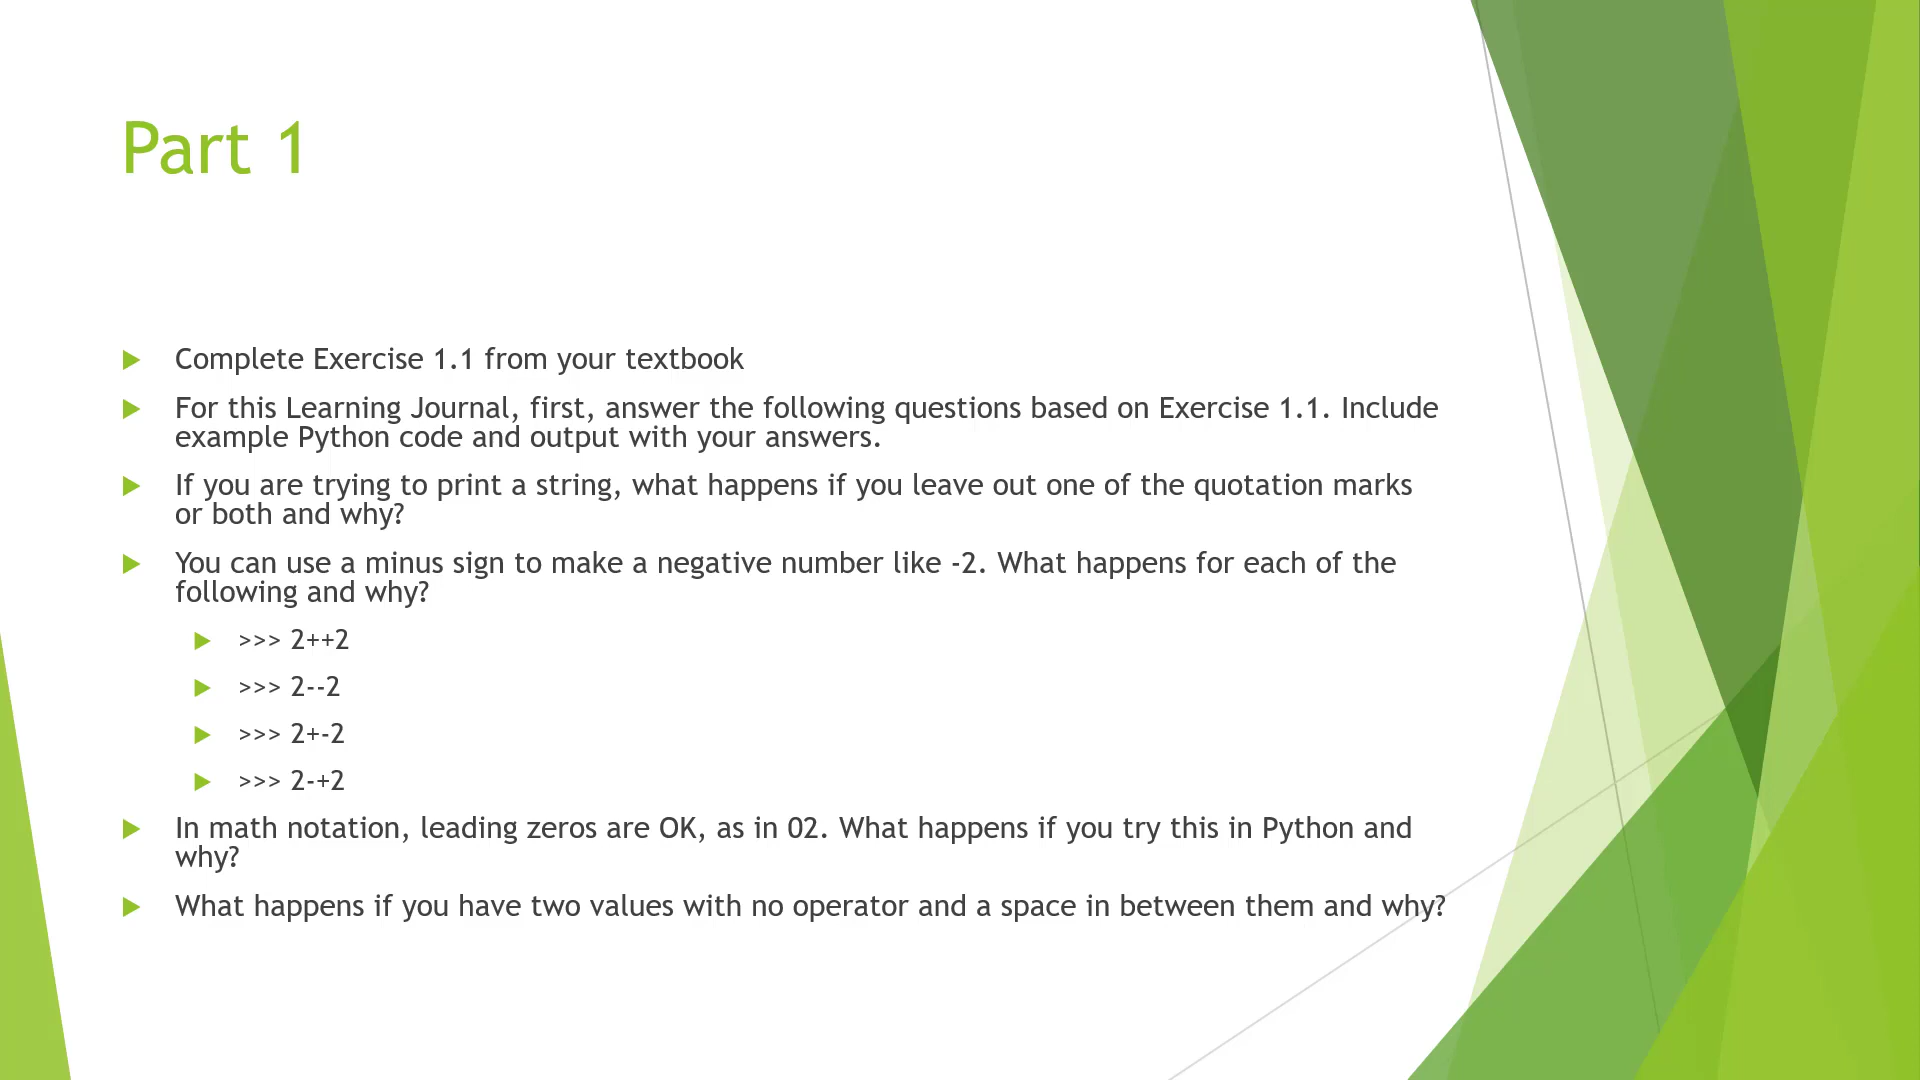 Part 1
Complete Exercise 1.1 from your textbook
For this Learning Journal, first, answer the following questions based on Exercise 1.1. Include
example Python code and output with your answers.
If you are trying to print a string, what happens if you leave out one of the quotation marks
or both and why?
You can use a minus sign to make a negative number like -2. What happens for each of the
following and why?
>>> 2++2
>>> 2--2
>>> 2+-2
>>> 2-+2
In math notation, leading zeros are OK, as in 02. What happens if you try this in Python and
why?
What happens if you have two values with no operator and a space in between them and why?